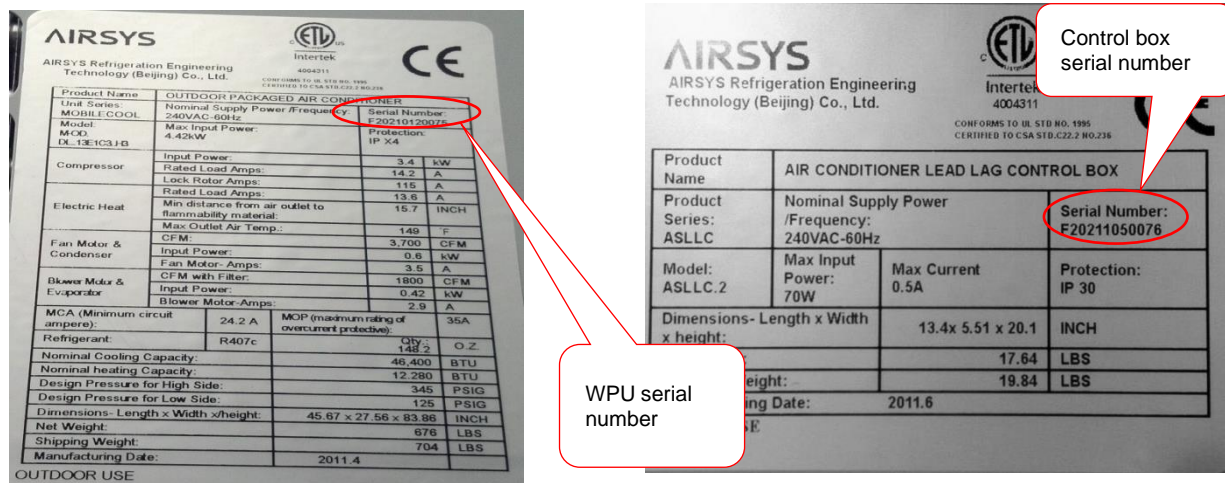 AIRSYS
AIRSYS Refrigeration Engineering
Technology (Beijing) Co., Ltd.
ETL
C US
Intertek
4004311
CONFORMS TO UL STD NO. 1995
CERTIFIED TO CSA STD.C22.2 NO.236
CE
Product Name OUTDOOR PACKAGED AIR CONDITIONER
Unit Series: MOBILECOOL Nominal Supply Power /Frequency: 240VAC-60Hz Serial Number: F20210120075
Model: MOD. DL.13E1C3.H3 Max Input Power: 4.42kW Protection: IP X4
Compressor Input Power: 3.4 kW
Rated Load Amps: 14.2 A
Lock Rotor Amps: 115 A
Electric Heat Rated Load Amps: 13.6 A
Min distance from air outlet to flammability material: 15.7 INCH
Max Outlet Air Temp.: 149 °F
Fan Motor & Condenser CFM: 3,700 CFM
Input Power: 0.6 kW
Fan Motor- Amps: 3.5 A
Blower Motor & Evaporator CFM with Filter: 1800 CFM
Input Power: 0.42 kW
Blower Motor-Amps: 2.9 A
MCA (Minimum circuit ampere): 24.2 A MOP (maximum rating of overcurrent protective): 35A
Refrigerant: R407c Qty.: 148.2 O.Z.
Nominal Cooling Capacity: 46,400 BTU
Nominal heating Capacity: 12.280 BTU
Design Pressure for High Side: 345 PSIG
Design Pressure for Low Side: 125 PSIG
Dimensions- Length x Width x/height: 45.67 x 27.56 x 83.86 INCH
Net Weight: 676 LBS
Shipping Weight: 704 LBS
Manufacturing Date: 2011.4
OUTDOOR USE
WPU serial
number
AIRSYS
AIRSYS Refrigeration Engineering
Technology (Beijing) Co., Ltd.
ETL
C
Intertek
4004311
CONFORMS TO UL STD NO. 1995
CERTIFIED TO CSA STD.C22.2 NO.236
Control box
serial number
Product Name AIR CONDITIONER LEAD LAG CONTROL BOX
Product Series: ASLLC Nominal Supply Power /Frequency: 240VAC-60Hz Serial Number: F20211050076
Model: ASLLC.2 Max Input Power: 70W Max Current 0.5A Protection: IP 30
Dimensions- Length x Width x height: 13.4x 5.51 x 20.1 INCH
17.64 LBS
19.84 LBS
Date: 2011.6